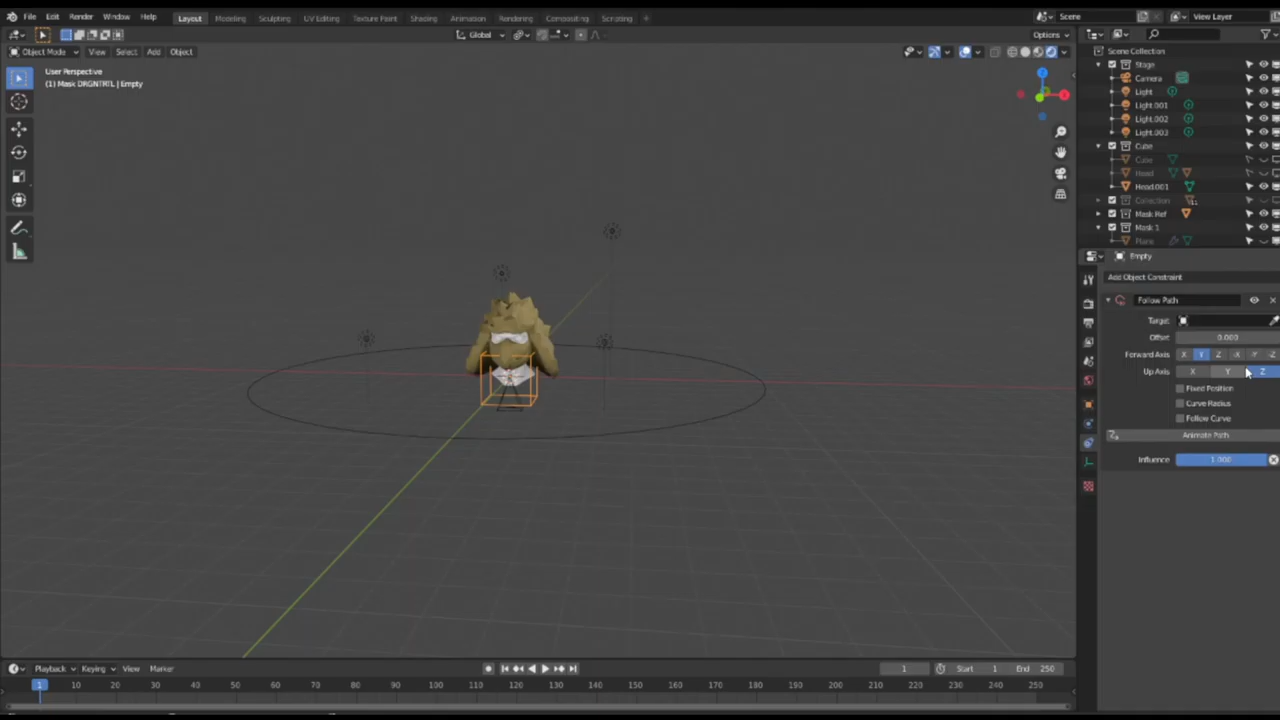 File Edit Render Window Help Layout Modeling Sculpting UV Editing Texture Paint Shading Animation Rendering Compositing Scripting + Scene View Layer
Global Options
Object Mode View Select Add Object
User Perspective
(1) Mask DRGNTRTL | Empty
Scene Collection
Stage
Camera
Light
Light.001
Light.002
Light.003
Cube
Cube
Head
Head.001
Collection
Mask Ref
Mask 1
Plane
Empty
Add Object Constraint
Follow Path
Target
Offset 0.000
Forward Axis X Y Z -X -Y -Z
Up Axis X Y Z
Fixed Position
Curve Radius
Follow Curve
Animate Path
Influence 1.000
Playback Keying View Marker 1 Start 1 End 250
1 10 20 30 40 50 60 70 80 90 100 110 120 130 140 150 160 170 180 190 200 210 220 230 240 250